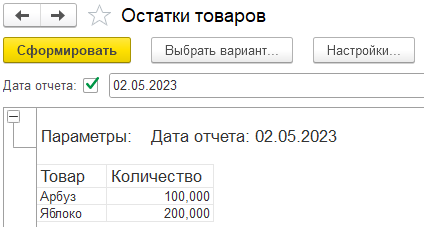 Остатки товаров
Сформировать Выбрать вариант... Настройки...
Дата отчета: 02.05.2023
Параметры: Дата отчета: 02.05.2023
Товар Количество
Арбуз 100,000
Яблоко 200,000